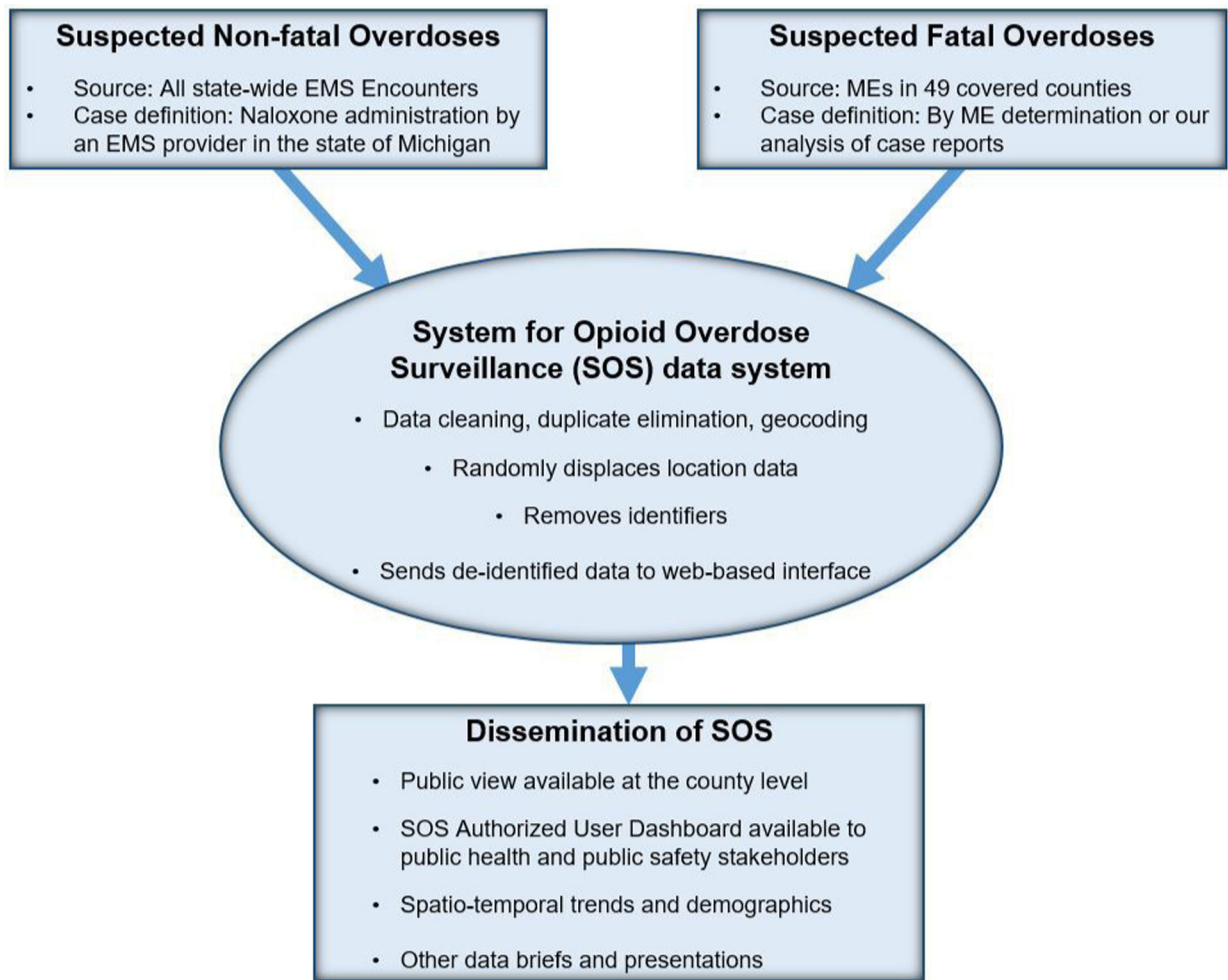 Suspected Non-fatal Overdoses
• Source: All state-wide EMS Encounters
• Case definition: Naloxone administration by
an EMS provider in the state of Michigan
Suspected Fatal Overdoses
• Source: MEs in 49 covered counties
• Case definition: By ME determination or our
analysis of case reports
System for Opioid Overdose
Surveillance (SOS) data system
• Data cleaning, duplicate elimination, geocoding
• Randomly displaces location data
• Removes identifiers
• Sends de-identified data to web-based interface
Dissemination of SOS
• Public view available at the county level
• SOS Authorized User Dashboard available to
public health and public safety stakeholders
• Spatio-temporal trends and demographics
• Other data briefs and presentations